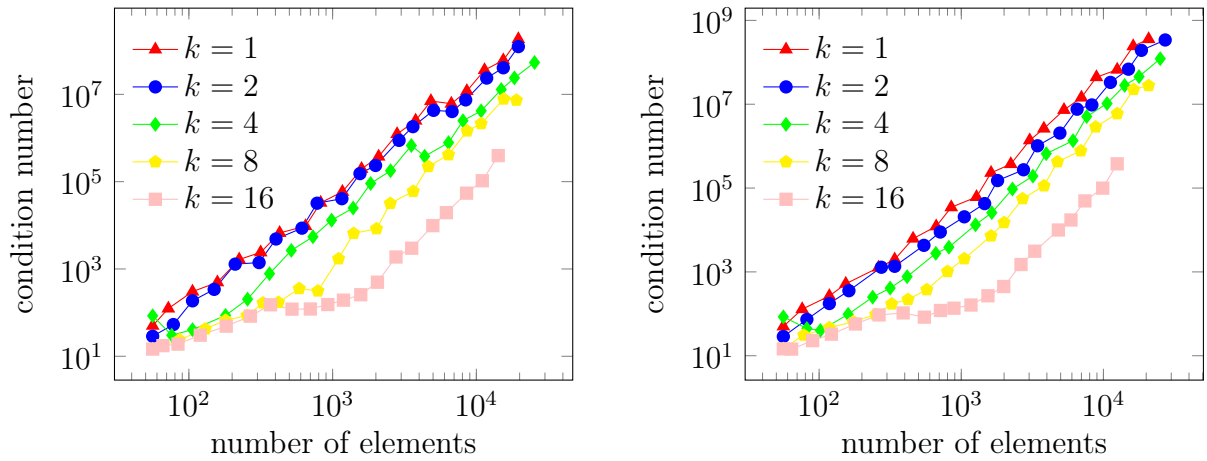 10^7
10^5
10^3
10^1
condition number
k = 1
k = 2
k = 4
k = 8
k = 16
10^2
10^3
10^4
number of elements
10^9
10^7
10^5
10^3
10^1
condition number
k = 1
k = 2
k = 4
k = 8
k = 16
10^2
10^3
10^4
number of elements